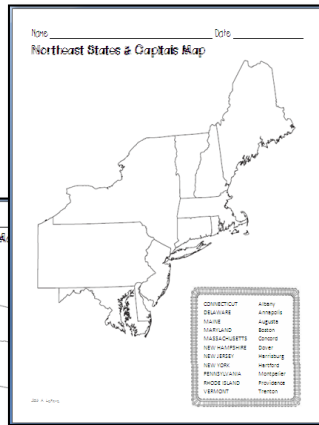 Name Date
Northeast States & Capitals Map
CONNECTICUT Albany
DELAWARE Annapolis
MAINE Augusta
MARYLAND Boston
MASSACHUSETTS Concord
NEW HAMPSHIRE Dover
NEW JERSEY Harrisburg
NEW YORK Hartford
PENNSYLVANIA Montpelier
RHODE ISLAND Providence
VERMONT Trenton